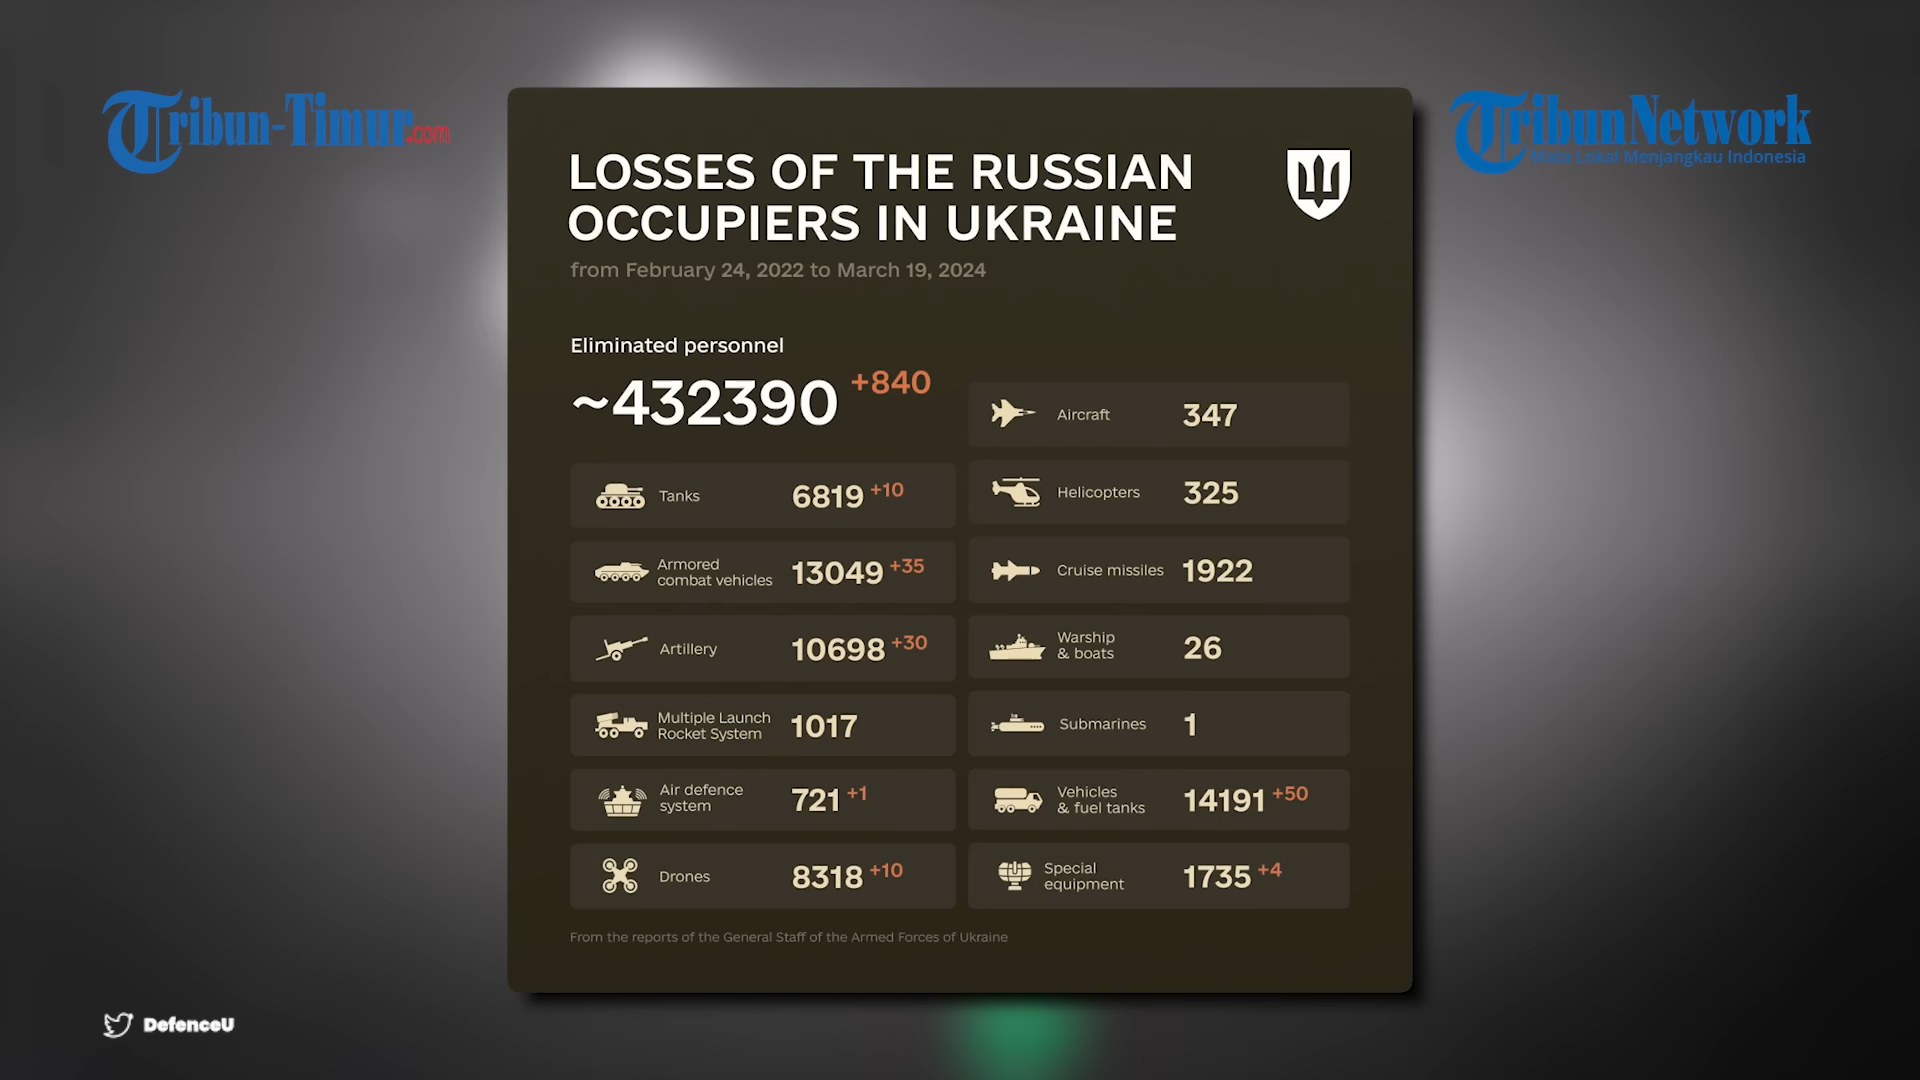 Tribun-Timur.com
TribunNetwork
Mata Lokal Menjangkau Indonesia
LOSSES OF THE RUSSIAN
OCCUPIERS IN UKRAINE
from February 24, 2022 to March 19, 2024
Eliminated personnel
~432390 +840
Tanks 6819 +10
Armored
combat vehicles 13049 +35
Artillery 10698 +30
Multiple Launch
Rocket System 1017
Air defence
system 721 +1
Drones 8318 +10
Aircraft 347
Helicopters 325
Cruise missiles 1922
Warship
& boats 26
Submarines 1
Vehicles
& fuel tanks 14191 +50
Special
equipment 1735 +4
From the reports of the General Staff of the Armed Forces of Ukraine
DefenceU